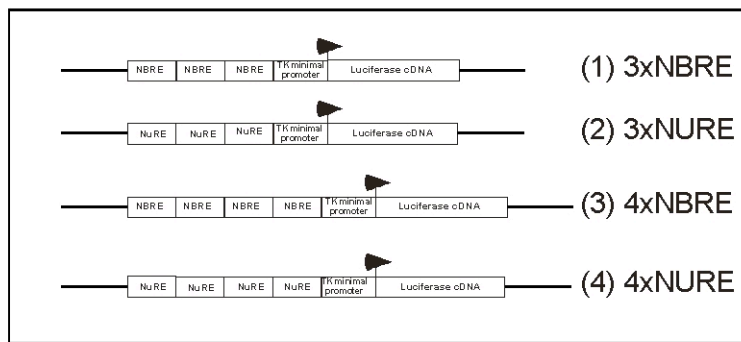 NBRE NBRE NBRE TK minimal promoter Luciferase cDNA (1) 3xNBRE
NuRE NuRE NuRE TK minimal promoter Luciferase cDNA (2) 3xNURE
NBRE NBRE NBRE NBRE TK minimal promoter Luciferase cDNA (3) 4xNBRE
NuRE NuRE NuRE NuRE TK minimal promoter Luciferase cDNA (4) 4xNURE